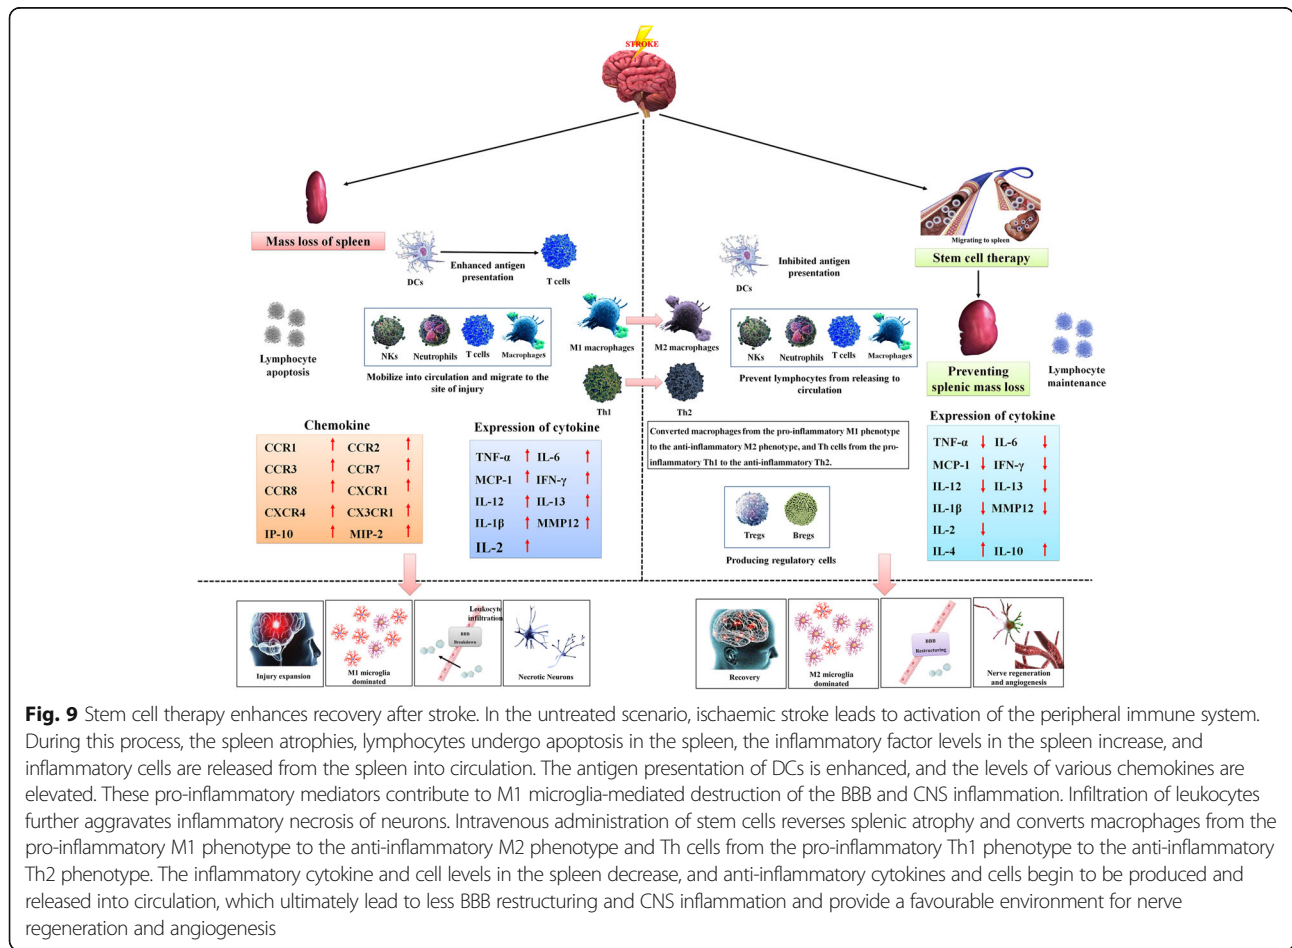 STROKE
Mass loss of spleen
DCs
Enhanced antigen
presentation
T cells
Lymphocyte
apoptosis
NKs
Neutrophils
T cells
Macrophages
Mobilize into circulation and migrate to the
site of injury
M1 macrophages
M2 macrophages
Th1
Th2
Chemokine
CCR1 ↑ CCR2 ↑
CCR3 ↑ CCR7 ↑
CCR8 ↑ CXCR1 ↑
CXCR4 ↑ CX3CR1 ↑
IP-10 ↑ MIP-2 ↑
Expression of cytokine
TNF-α ↑ IL-6 ↑
MCP-1 ↑ IFN-γ ↑
IL-12 ↑ IL-13 ↑
IL-1β ↑ MMP12 ↑
IL-2 ↑
Migrating to spleen
Stem cell therapy
DCs
Inhibited antigen
presentation
NKs
Neutrophils
T cells
Macrophages
Prevent lymphocytes from releasing to
circulation
Preventing
splenic mass loss
Lymphocyte
maintenance
Converted macrophages from the pro-inflammatory M1 phenotype
to the anti-inflammatory M2 phenotype, and Th cells from the pro-
inflammatory Th1 to the anti-inflammatory Th2.
Tregs
Bregs
Producing regulatory cells
Expression of cytokine
TNF-α ↓ IL-6 ↓
MCP-1 ↓ IFN-γ ↓
IL-12 ↓ IL-13 ↓
IL-1β ↓ MMP12 ↓
IL-2 ↓
IL-4 ↑ IL-10 ↑
Injury expansion
M1 microglia
dominated
Leukocyte
infiltration
BBB
Breakdown
Necrotic Neurons
Recovery
M2 microglia
dominated
BBB
Restructuring
Nerve regeneration
and angiogenesis
Fig. 9 Stem cell therapy enhances recovery after stroke. In the untreated scenario, ischaemic stroke leads to activation of the peripheral immune system.
During this process, the spleen atrophies, lymphocytes undergo apoptosis in the spleen, the inflammatory factor levels in the spleen increase, and
inflammatory cells are released from the spleen into circulation. The antigen presentation of DCs is enhanced, and the levels of various chemokines are
elevated. These pro-inflammatory mediators contribute to M1 microglia-mediated destruction of the BBB and CNS inflammation. Infiltration of leukocytes
further aggravates inflammatory necrosis of neurons. Intravenous administration of stem cells reverses splenic atrophy and converts macrophages from the
pro-inflammatory M1 phenotype to the anti-inflammatory M2 phenotype and Th cells from the pro-inflammatory Th1 phenotype to the anti-inflammatory
Th2 phenotype. The inflammatory cytokine and cell levels in the spleen decrease, and anti-inflammatory cytokines and cells begin to be produced and
released into circulation, which ultimately lead to less BBB restructuring and CNS inflammation and provide a favourable environment for nerve
regeneration and angiogenesis